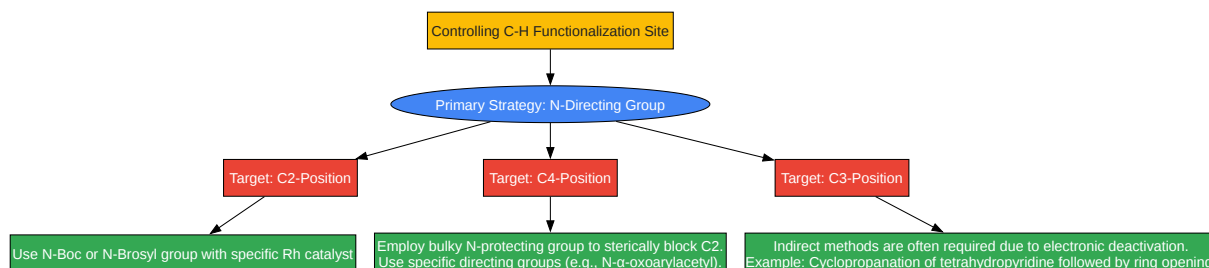 Controlling C-H Functionalization Site
Primary Strategy: N-Directing Group
Target: C2-Position
Target: C4-Position
Target: C3-Position
Use N-Boc or N-Brosyl group with specific Rh catalyst
Employ bulky N-protecting group to sterically block C2.
Use specific directing groups (e.g., N-α-oxoarylacetyl).
Indirect methods are often required due to electronic deactivation.
Example: Cyclopropanation of tetrahydropyridine followed by ring opening